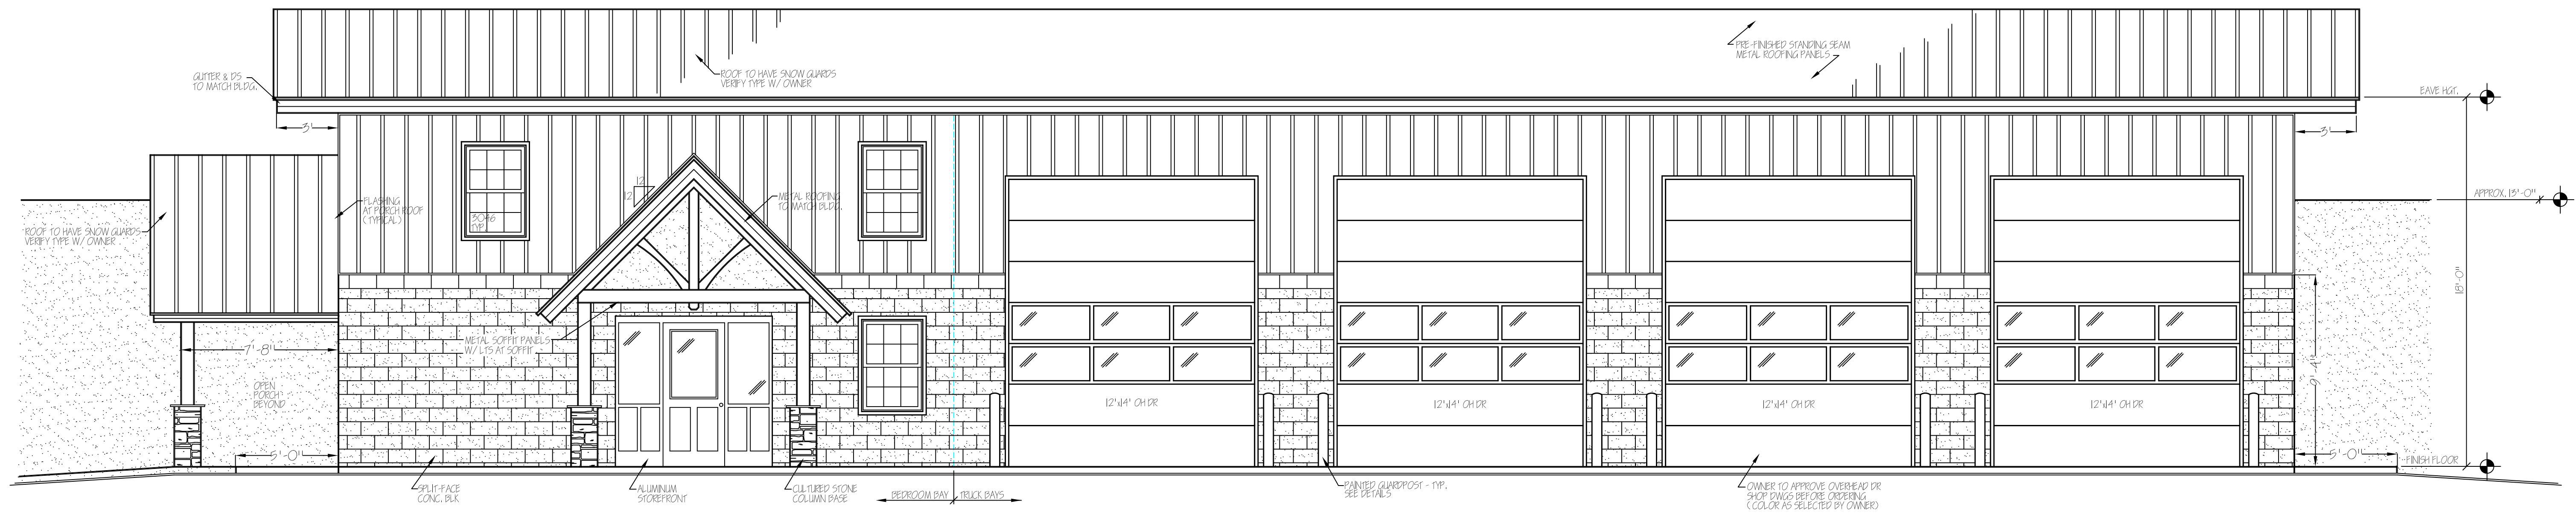 PRE-FINISHED STANDING SEAM
METAL ROOFING PANELS
ROOF TO HAVE SNOW GUARDS
VERIFY TYPE W/ OWNER
GUTTER & DS
TO MATCH BLDG.
EAVE HGT.
3'
3'
12
12
METAL ROOFING
TO MATCH BLDG.
FLASHING
AT PORCH ROOF
(TYPICAL)
3046
TYP.
APPROX. 13'-0"
ROOF TO HAVE SNOW GUARDS
VERIFY TYPE W/ OWNER
18'-0"
METAL SOFFIT PANELS
W/ LTS AT SOFFIT
7'-8"
9'-4"
OPEN
PORCH
BEYOND
12'x14' OH DR
12'x14' OH DR
12'x14' OH DR
12'x14' OH DR
5'-0"
5'-0"
FINISH FLOOR
SPLIT-FACE
CONC. BLK
ALUMINUM
STOREFRONT
CULTURED STONE
COLUMN BASE
BEDROOM BAY
TRUCK BAYS
PAINTED GUARDPOST - TYP.
SEE DETAILS
OWNER TO APPROVE OVERHEAD DR
SHOP DWGS BEFORE ORDERING
(COLOR AS SELECTED BY OWNER)